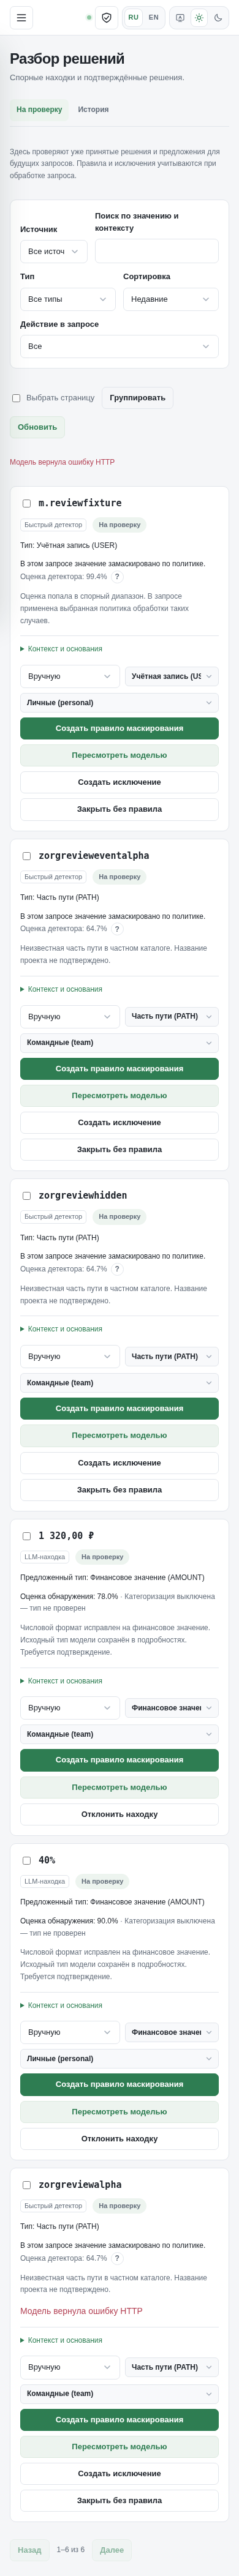 RU EN
Разбор решений
Спорные находки и подтверждённые решения.
На проверку История
Здесь проверяют уже принятые решения и предложения для
будущих запросов. Правила и исключения учитываются при
обработке запроса.
Источник
Поиск по значению и
контексту
Все источ
Тип Сортировка
Все типы Недавние
Действие в запросе
Все
Выбрать страницу Группировать
Обновить
Модель вернула ошибку HTTP
m.reviewfixture
Быстрый детектор На проверку
Тип: Учётная запись (USER)
В этом запросе значение замаскировано по политике.
Оценка детектора: 99.4% ?
Оценка попала в спорный диапазон. В запросе
применена выбранная политика обработки таких
случаев.
Контекст и основания
Вручную Учётная запись (US
Личные (personal)
Создать правило маскирования
Пересмотреть моделью
Создать исключение
Закрыть без правила
zorgrevieweventalpha
Быстрый детектор На проверку
Тип: Часть пути (PATH)
В этом запросе значение замаскировано по политике.
Оценка детектора: 64.7% ?
Неизвестная часть пути в частном каталоге. Название
проекта не подтверждено.
Контекст и основания
Вручную Часть пути (PATH)
Командные (team)
Создать правило маскирования
Пересмотреть моделью
Создать исключение
Закрыть без правила
zorgreviewhidden
Быстрый детектор На проверку
Тип: Часть пути (PATH)
В этом запросе значение замаскировано по политике.
Оценка детектора: 64.7% ?
Неизвестная часть пути в частном каталоге. Название
проекта не подтверждено.
Контекст и основания
Вручную Часть пути (PATH)
Командные (team)
Создать правило маскирования
Пересмотреть моделью
Создать исключение
Закрыть без правила
1 320,00 ₽
LLM-находка На проверку
Предложенный тип: Финансовое значение (AMOUNT)
Оценка обнаружения: 78.0% · Категоризация выключена
— тип не проверен
Числовой формат исправлен на финансовое значение.
Исходный тип модели сохранён в подробностях.
Требуется подтверждение.
Контекст и основания
Вручную Финансовое значен
Командные (team)
Создать правило маскирования
Пересмотреть моделью
Отклонить находку
40%
LLM-находка На проверку
Предложенный тип: Финансовое значение (AMOUNT)
Оценка обнаружения: 90.0% · Категоризация выключена
— тип не проверен
Числовой формат исправлен на финансовое значение.
Исходный тип модели сохранён в подробностях.
Требуется подтверждение.
Контекст и основания
Вручную Финансовое значен
Личные (personal)
Создать правило маскирования
Пересмотреть моделью
Отклонить находку
zorgreviewalpha
Быстрый детектор На проверку
Тип: Часть пути (PATH)
В этом запросе значение замаскировано по политике.
Оценка детектора: 64.7% ?
Неизвестная часть пути в частном каталоге. Название
проекта не подтверждено.
Модель вернула ошибку HTTP
Контекст и основания
Вручную Часть пути (PATH)
Командные (team)
Создать правило маскирования
Пересмотреть моделью
Создать исключение
Закрыть без правила
Назад 1–6 из 6 Далее